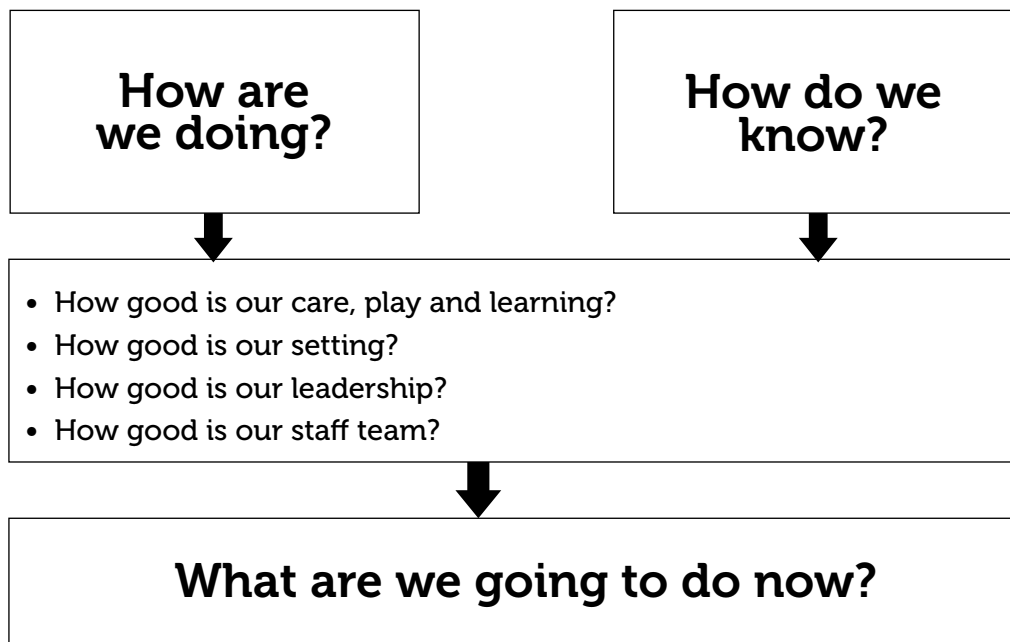 How are
we doing?
How do we
know?
• How good is our care, play and learning?
• How good is our setting?
• How good is our leadership?
• How good is our staff team?
What are we going to do now?